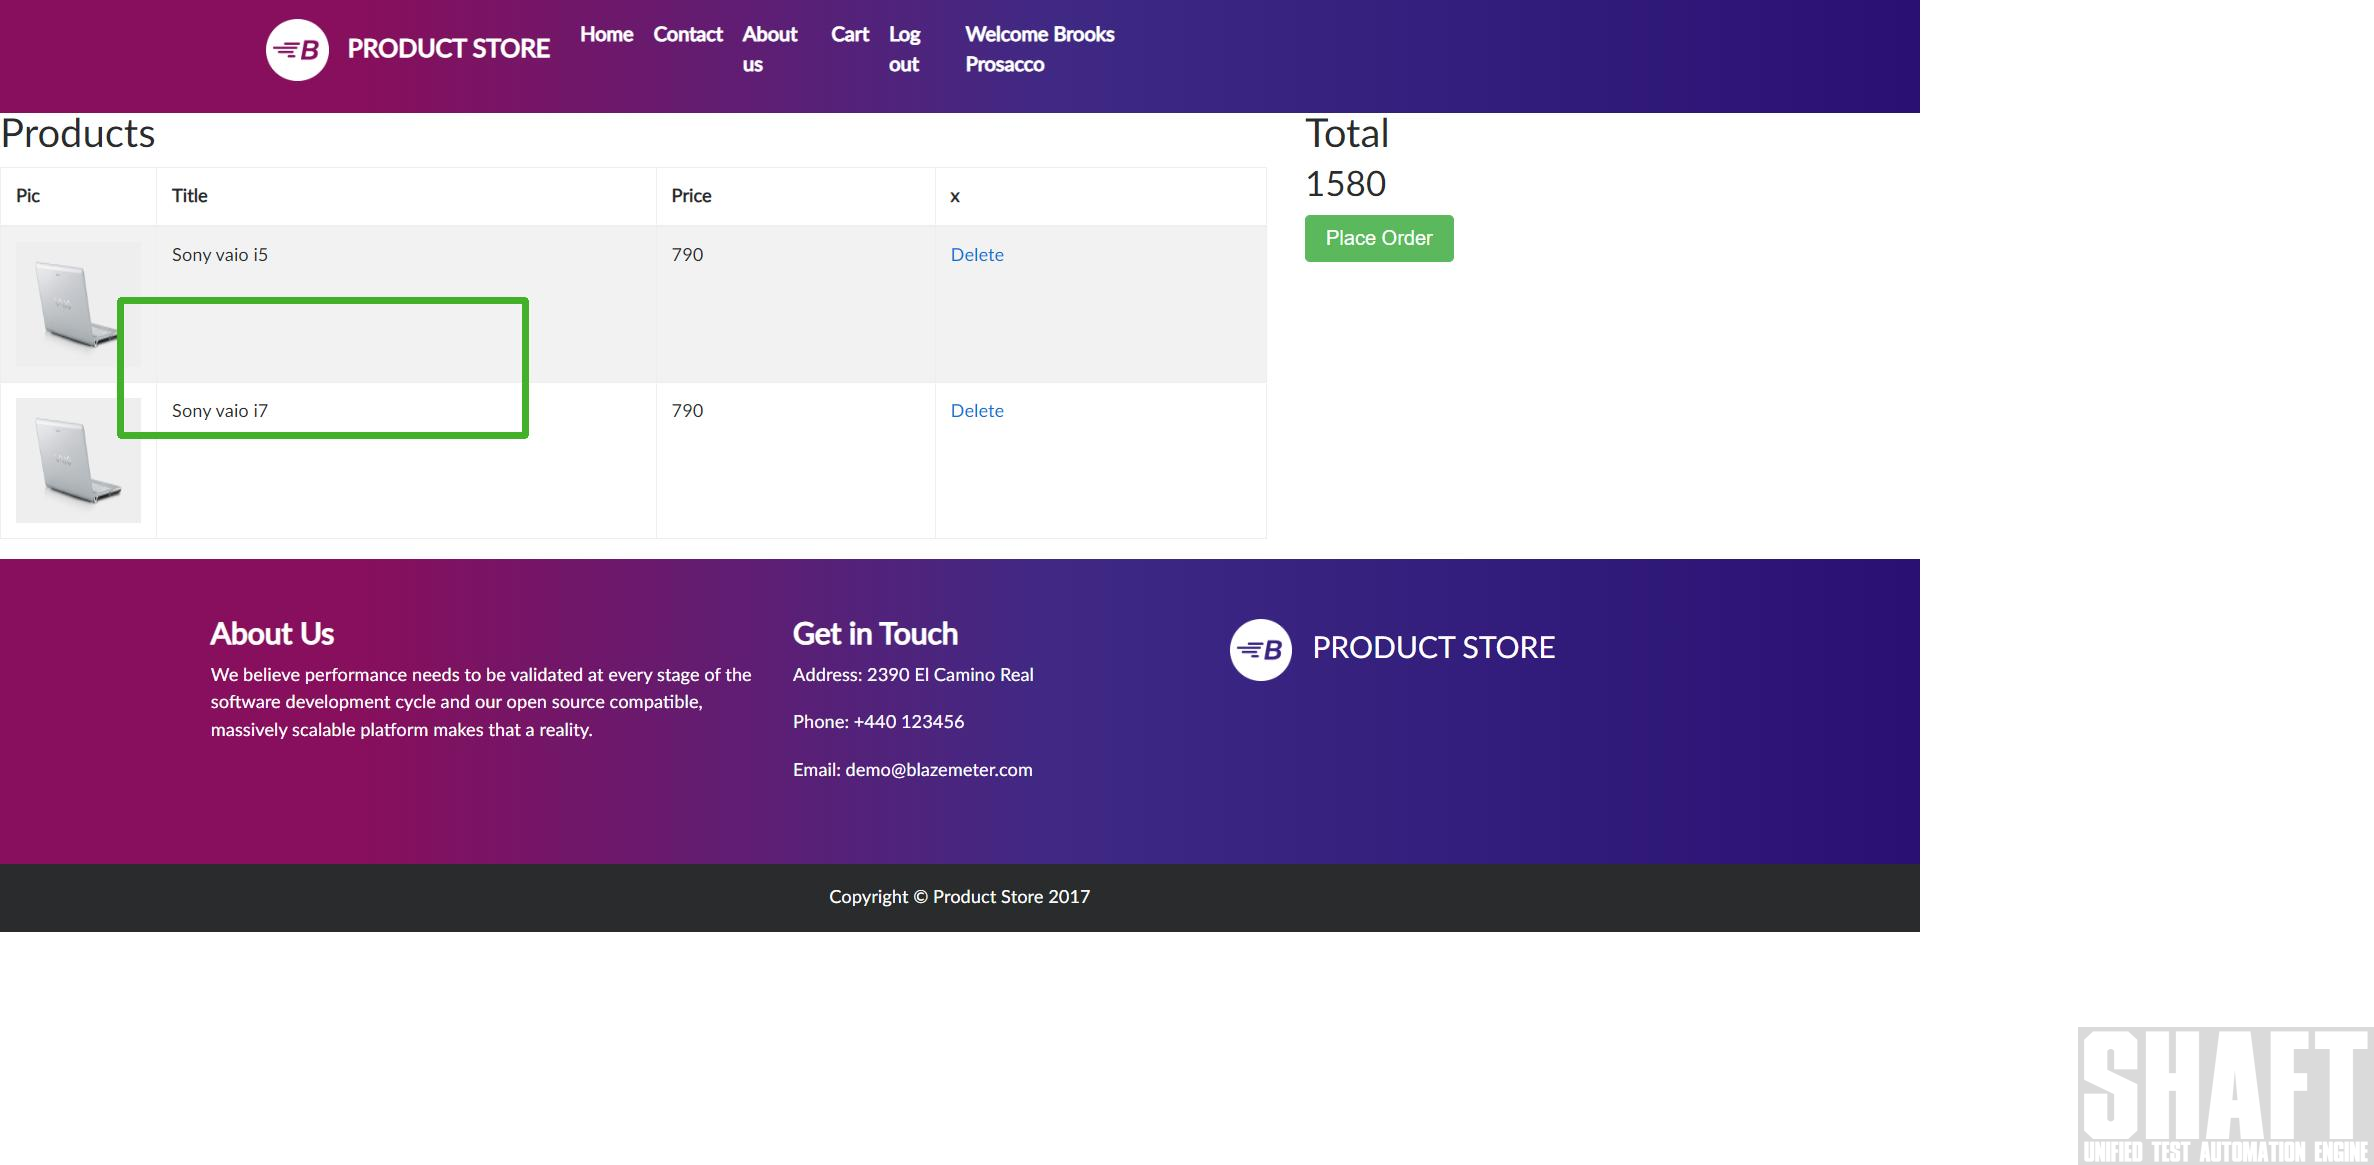 B PRODUCT STORE Home Contact About us Cart Log out Welcome Brooks Prosacco
Products
Pic Title Price x
Sony vaio i5 790 Delete
Sony vaio i7 790 Delete
Total
1580
Place Order
About Us
We believe performance needs to be validated at every stage of the
software development cycle and our open source compatible,
massively scalable platform makes that a reality.
Get in Touch
Address: 2390 El Camino Real
Phone: +440 123456
Email: demo@blazemeter.com
B PRODUCT STORE
Copyright © Product Store 2017
SHAFT
UNIFIED TEST AUTOMATION ENGINE